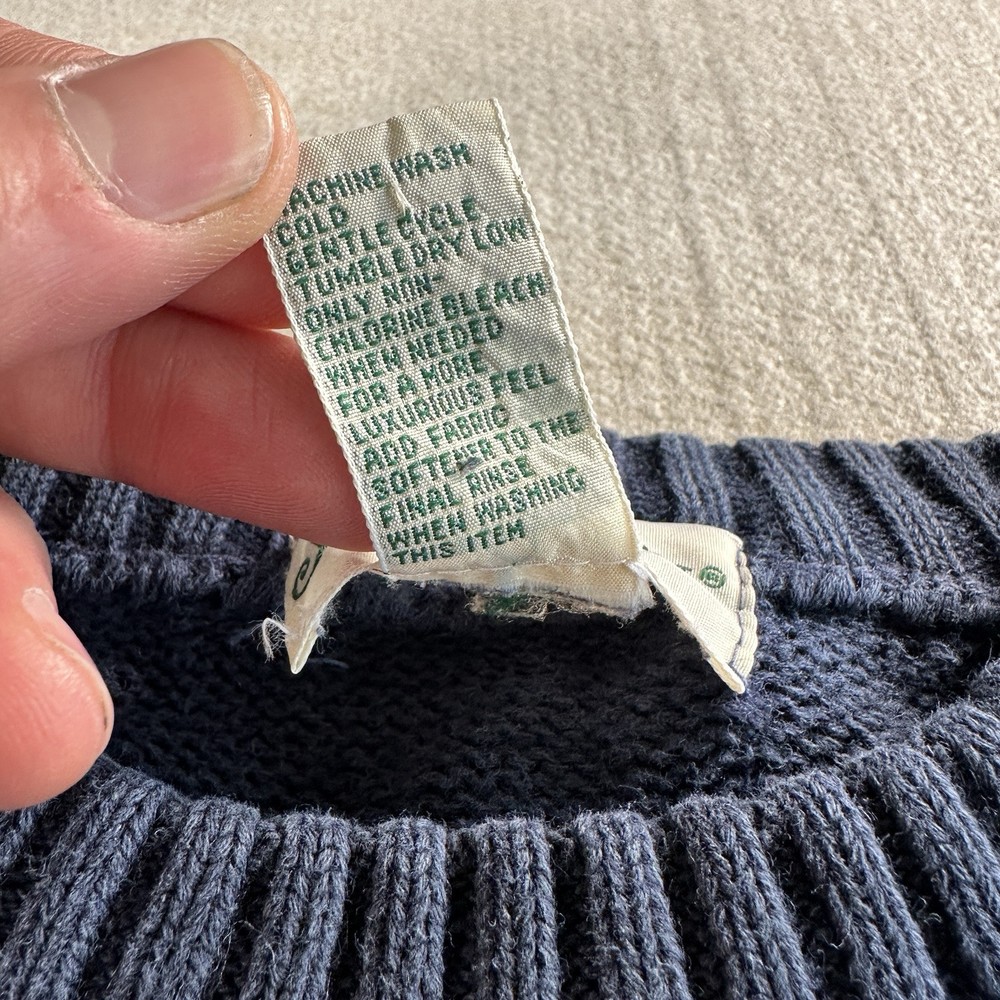 MACHINE WASH
COLD
GENTLE CYCLE
TUMBLE DRY LOW
ONLY NON-
CHLORINE BLEACH
WHEN NEEDED
FOR A MORE
LUXURIOUS FEEL
ADD FABRIC
SOFTENER TO THE
FINAL RINSE
WHEN WASHING
THIS ITEM
®